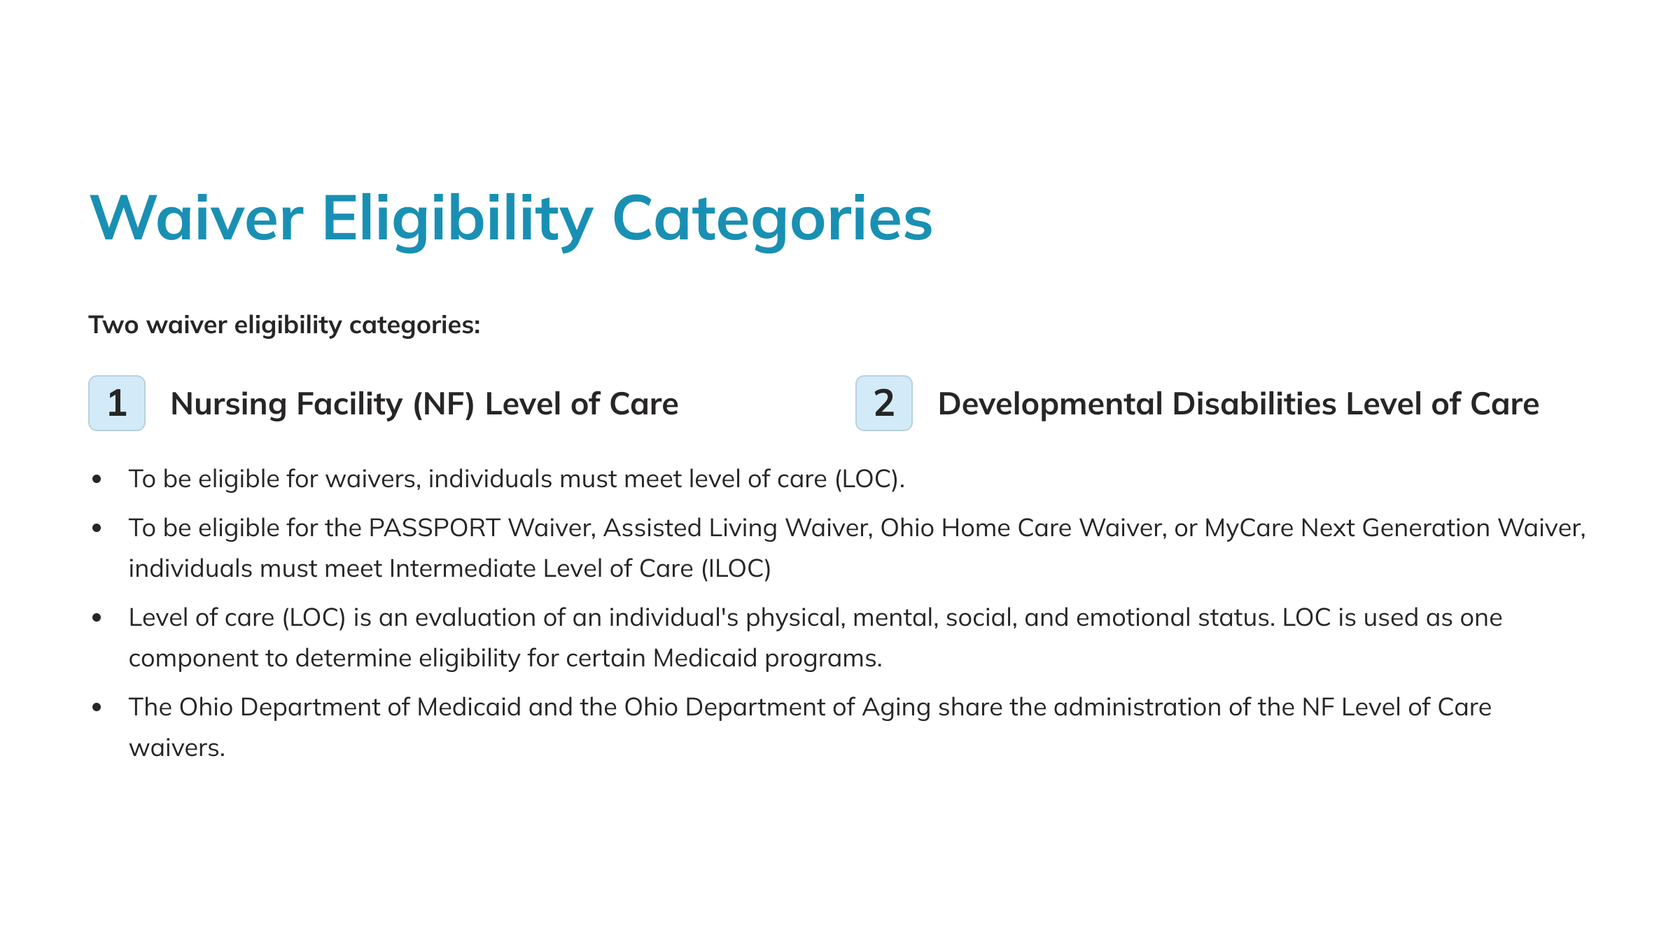 Waiver Eligibility Categories
Two waiver eligibility categories:
1 Nursing Facility (NF) Level of Care
2 Developmental Disabilities Level of Care
• To be eligible for waivers, individuals must meet level of care (LOC).
• To be eligible for the PASSPORT Waiver, Assisted Living Waiver, Ohio Home Care Waiver, or MyCare Next Generation Waiver,
individuals must meet Intermediate Level of Care (ILOC)
• Level of care (LOC) is an evaluation of an individual's physical, mental, social, and emotional status. LOC is used as one
component to determine eligibility for certain Medicaid programs.
• The Ohio Department of Medicaid and the Ohio Department of Aging share the administration of the NF Level of Care
waivers.